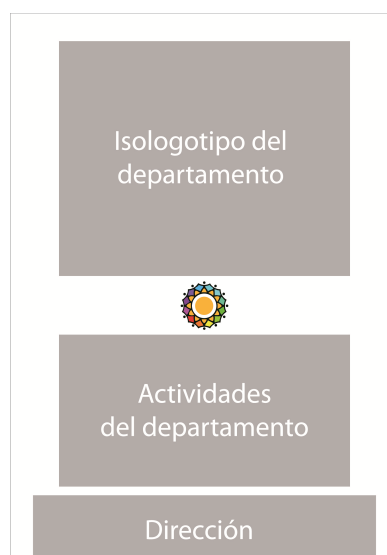 Isologotipo del
departamento
Actividades
del departamento
Dirección